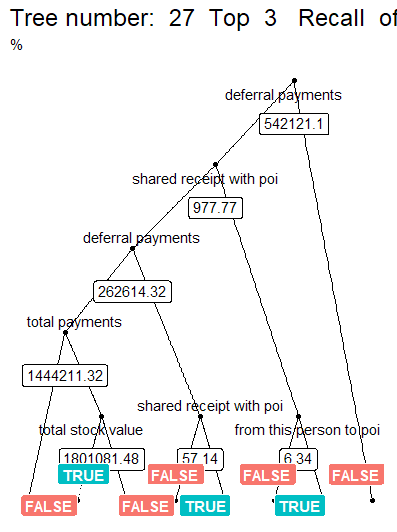 Tree number: 27 Top 3 Recall of
%
deferral payments
542121.1
shared receipt with poi
977.77
deferral payments
262614.32
total payments
1444211.32
shared receipt with poi
total stock value from this person to poi
1801081.48 57.14 6.34
TRUE FALSE FALSE FALSE
FALSE FALSE TRUE TRUE